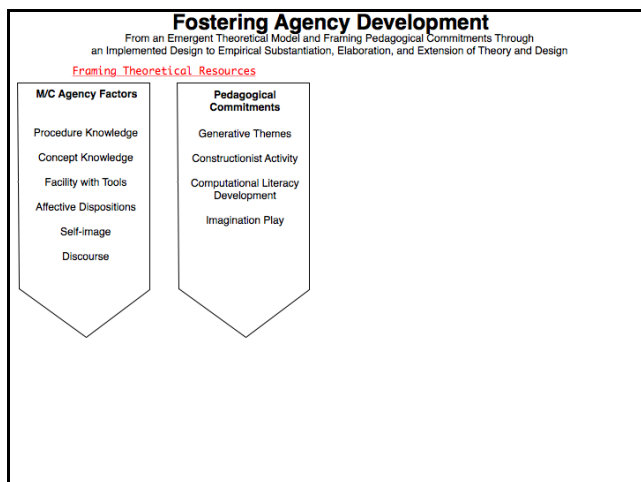 Fostering Agency Development
From an Emergent Theoretical Model and Framing Pedagogical Commitments Through
an Implemented Design to Empirical Substantiation, Elaboration, and Extension of Theory and Design
Framing Theoretical Resources
M/C Agency Factors
Procedure Knowledge
Concept Knowledge
Facility with Tools
Affective Dispositions
Self-image
Discourse
Pedagogical
Commitments
Generative Themes
Constructionist Activity
Computational Literacy
Development
Imagination Play